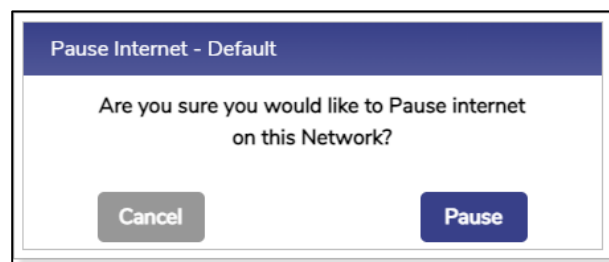 Pause Internet - Default
Are you sure you would like to Pause internet
on this Network?
Cancel
Pause